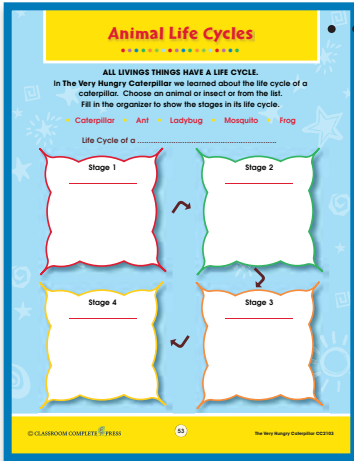 Animal Life Cycles
ALL LIVINGS THINGS HAVE A LIFE CYCLE.
In The Very Hungry Caterpillar we learned about the life cycle of a
caterpillar. Choose an animal or insect or from the list.
Fill in the organizer to show the stages in its life cycle.
• Caterpillar • Ant • Ladybug • Mosquito • Frog
Life Cycle of a ..................................................
Stage 1
Stage 2
Stage 4
Stage 3
© CLASSROOM COMPLETE PRESS
53
The Very Hungry Caterpillar CC2102